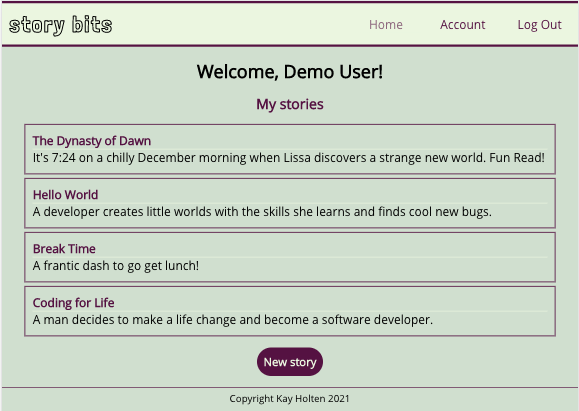 story bits
Home Account Log Out
Welcome, Demo User!
My stories
The Dynasty of Dawn
It's 7:24 on a chilly December morning when Lissa discovers a strange new world. Fun Read!
Hello World
A developer creates little worlds with the skills she learns and finds cool new bugs.
Break Time
A frantic dash to go get lunch!
Coding for Life
A man decides to make a life change and become a software developer.
New story
Copyright Kay Holten 2021